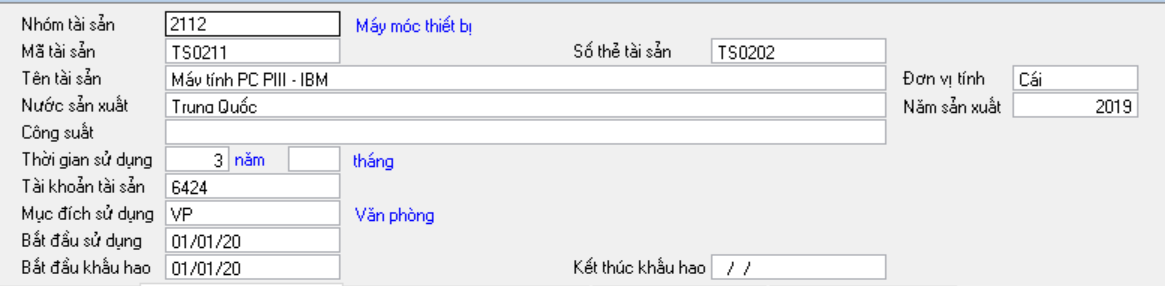 Nhóm tài sản 2112 Máy móc thiết bị
Mã tài sản TS0211 Số thẻ tài sản TS0202
Tên tài sản Máy tính PC PIII - IBM Đơn vị tính Cái
Nước sản xuất Trung Quốc Năm sản xuất 2019
Công suất
Thời gian sử dụng 3 năm tháng
Tài khoản tài sản 6424
Mục đích sử dụng VP Văn phòng
Bắt đầu sử dụng 01/01/20
Bắt đầu khấu hao 01/01/20 Kết thúc khấu hao / /